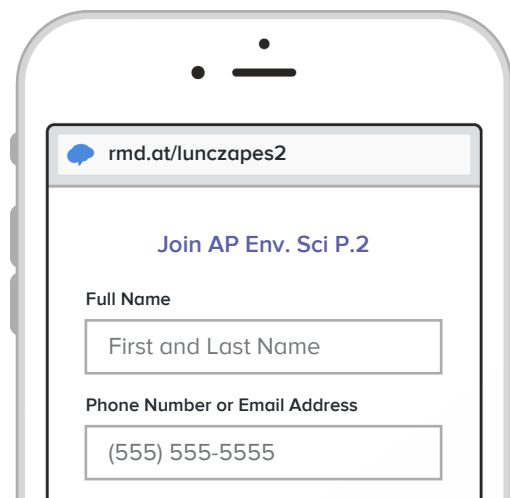 rmd.at/lunczapes2
Join AP Env. Sci P.2
Full Name
First and Last Name
Phone Number or Email Address
(555) 555-5555